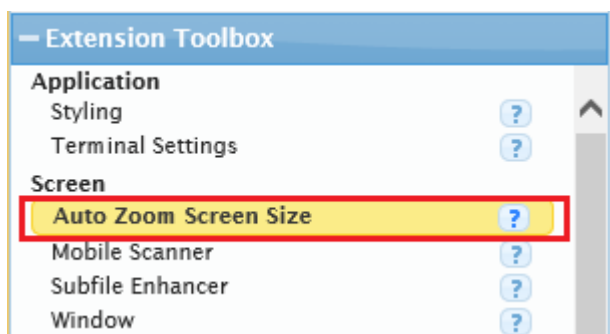 Extension Toolbox
Application
Styling ?
Terminal Settings ?
Screen
Auto Zoom Screen Size ?
Mobile Scanner ?
Subfile Enhancer ?
Window ?